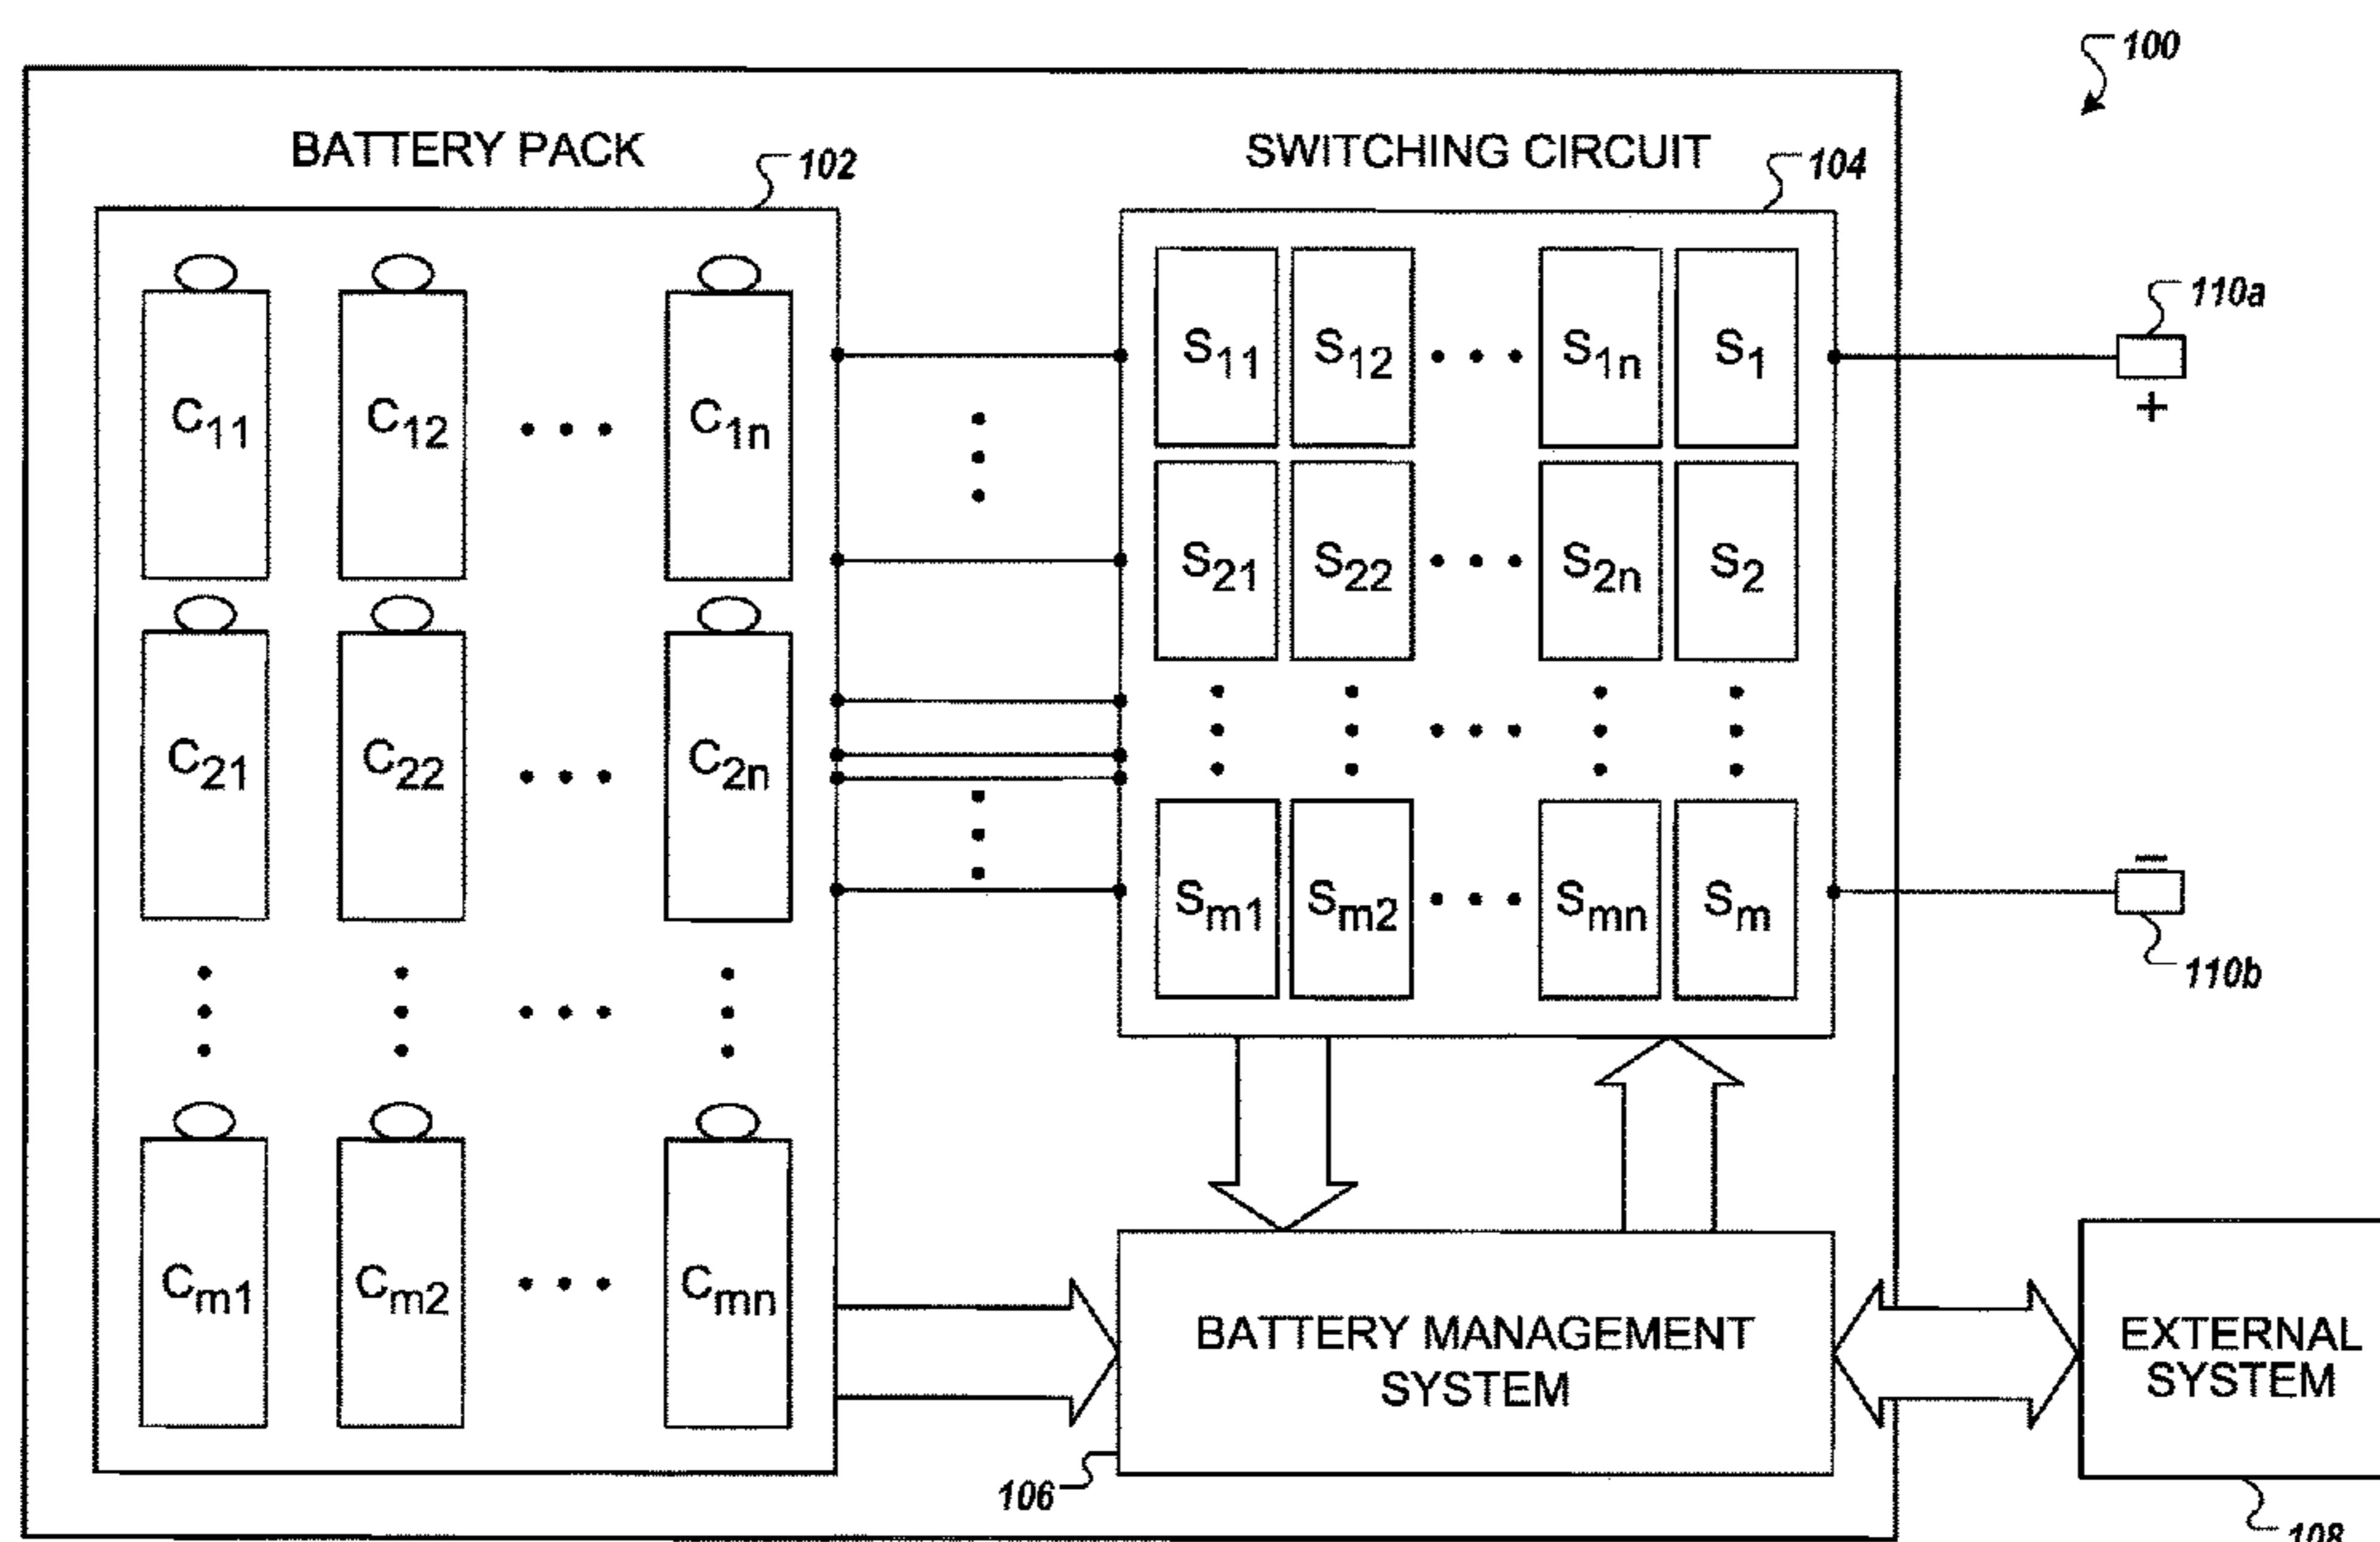 100
BATTERY PACK
SWITCHING CIRCUIT
102
104
110a
+
C11 C12 • • • C1n
S11 S12 • • • S1n S1
C21 C22 • • • C2n
S21 S22 • • • S2n S2
Cm1 Cm2 • • • Cmn
Sm1 Sm2 • • • Smn Sm
–
110b
BATTERY MANAGEMENT
SYSTEM
106
EXTERNAL
SYSTEM
108